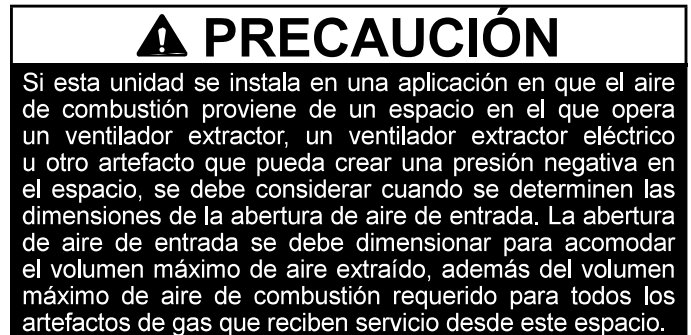 ⚠ PRECAUCIÓN
Si esta unidad se instala en una aplicación en que el aire
de combustión proviene de un espacio en el que opera
un ventilador extractor, un ventilador extractor eléctrico
u otro artefacto que pueda crear una presión negativa en
el espacio, se debe considerar cuando se determinen las
dimensiones de la abertura de aire de entrada. La abertura
de aire de entrada se debe dimensionar para acomodar
el volumen máximo de aire extraído, además del volumen
máximo de aire de combustión requerido para todos los
artefactos de gas que reciben servicio desde este espacio.